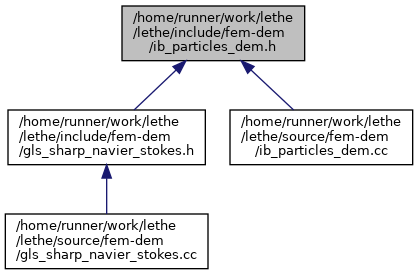 /home/runner/work/lethe
/lethe/include/fem-dem
/ib_particles_dem.h
/home/runner/work/lethe
/lethe/include/fem-dem
/gls_sharp_navier_stokes.h
/home/runner/work/lethe
/lethe/source/fem-dem
/ib_particles_dem.cc
/home/runner/work/lethe
/lethe/source/fem-dem
/gls_sharp_navier_stokes.cc